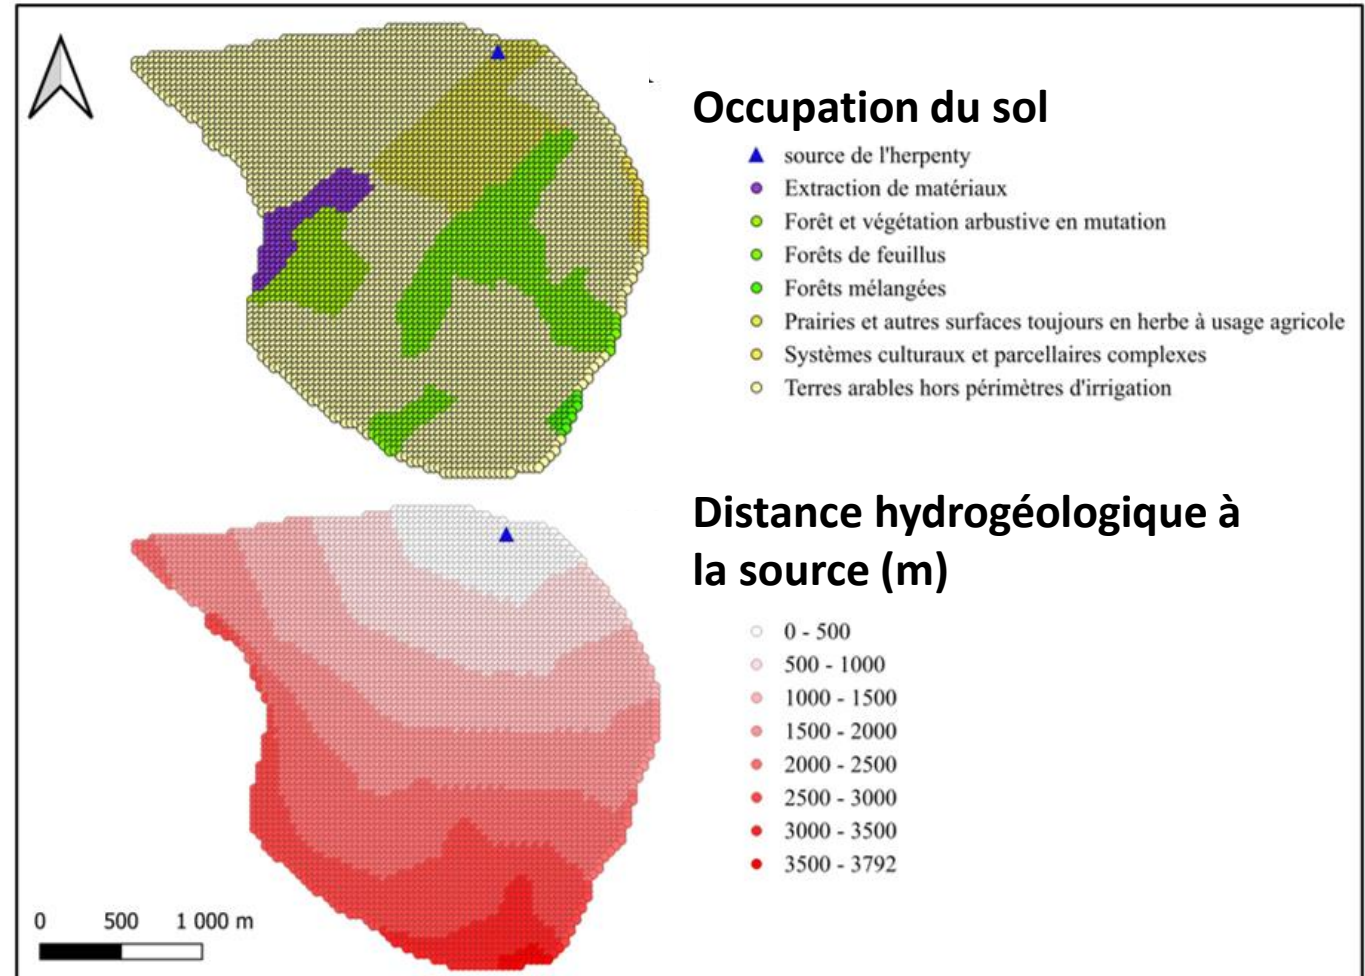 Occupation du sol
source de l'herpenty
Extraction de matériaux
Forêt et végétation arbustive en mutation
Forêts de feuillus
Forêts mélangées
Prairies et autres surfaces toujours en herbe à usage agricole
Systèmes culturaux et parcellaires complexes
Terres arables hors périmètres d'irrigation
Distance hydrogéologique à
la source (m)
0 - 500
500 - 1000
1000 - 1500
1500 - 2000
2000 - 2500
2500 - 3000
3000 - 3500
3500 - 3792
0 500 1 000 m